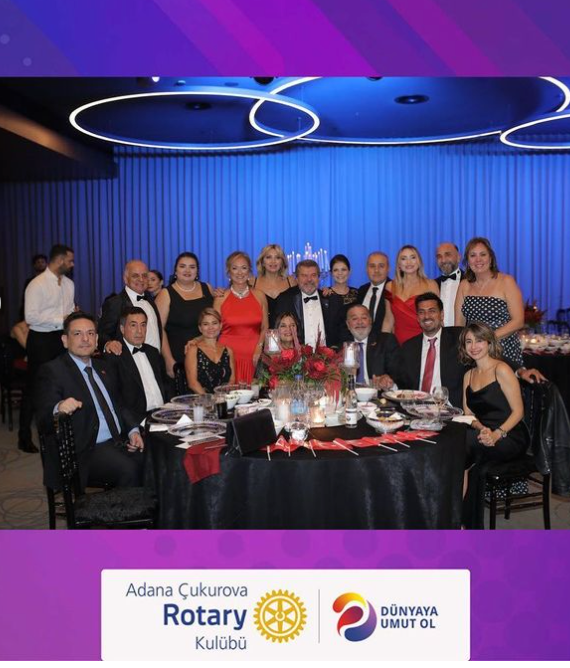 Adana Çukurova
Rotary
Kulübü
DÜNYAYA
UMUT OL